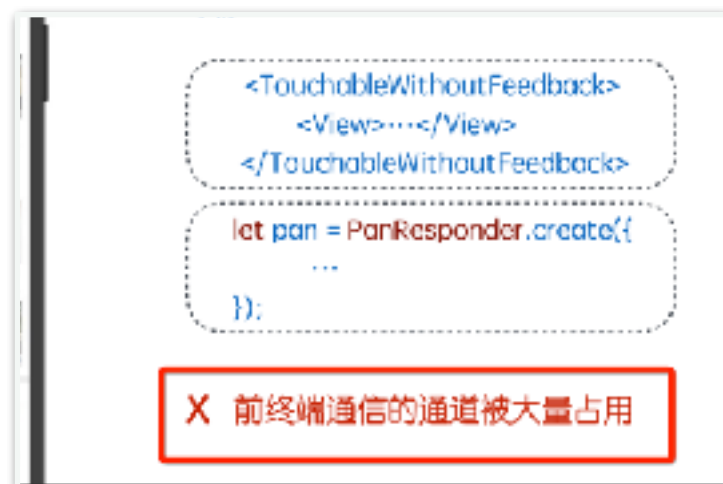 <TouchableWithoutFeedback>
<View>···</View>
</TouchableWithoutFeedback>
let pan = PanResponder.create({
···
});
X 前终端通信的通道被大量占用